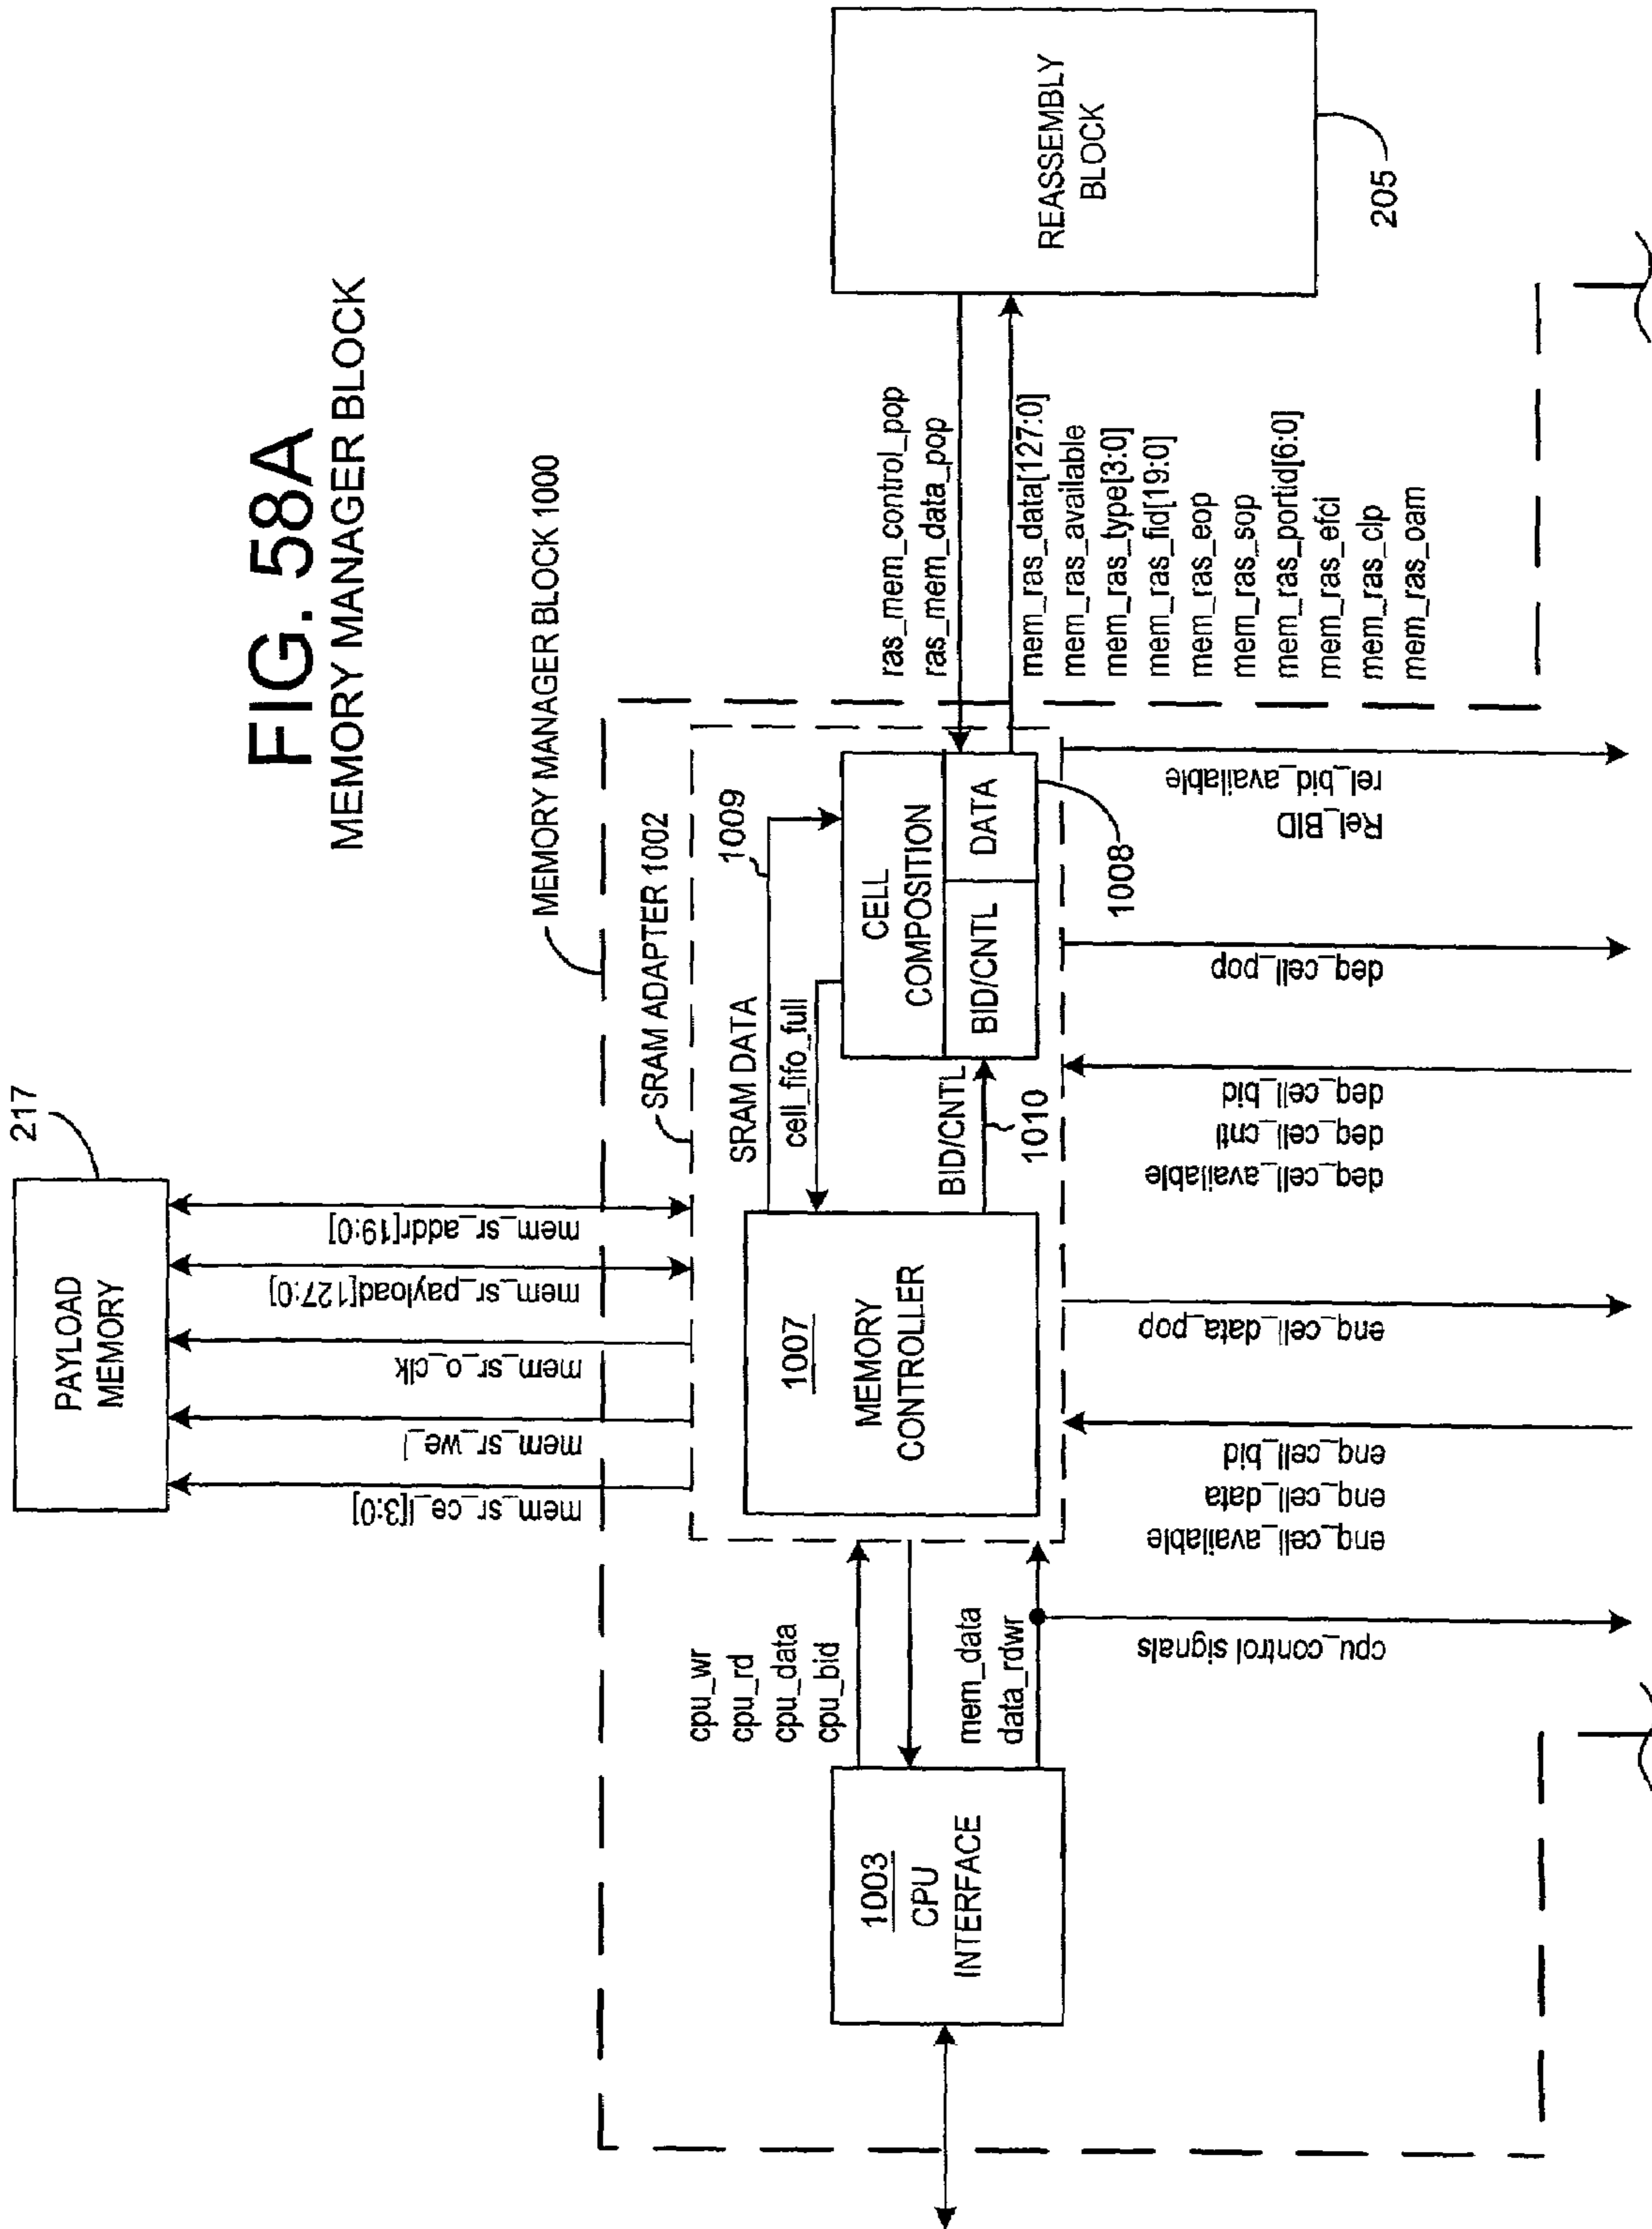 FIG. 58A
MEMORY MANAGER BLOCK
217
PAYLOAD
MEMORY
mem_sr_ce_l[3:0]
mem_sr_we_l
mem_sr_o_clk
mem_sr_payload[127:0]
mem_sr_addr[19:0]
MEMORY MANAGER BLOCK 1000
SRAM ADAPTER 1002
1003
CPU
INTERFACE
cpu_wr
cpu_rd
cpu_data
cpu_bid
mem_data
data_rdwr
1007
MEMORY
CONTROLLER
SRAM DATA
1009
cell_fifo_full
BID/CNTL
1010
CELL
COMPOSITION
BID/CNTL
DATA
1008
ras_mem_control_pop
ras_mem_data_pop
mem_ras_data[127:0]
mem_ras_available
mem_ras_type[3:0]
mem_ras_fid[19:0]
mem_ras_eop
mem_ras_sop
mem_ras_portid[6:0]
mem_ras_efci
mem_ras_clp
mem_ras_oam
REASSEMBLY
BLOCK
205
cpu_control signals
enq_cell_bid
enq_cell_data
enq_cell_available
enq_cell_data_pop
deq_cell_bid
deq_cell_cntl
deq_cell_available
deq_cell_pop
rel_bid_available
Rel_BID